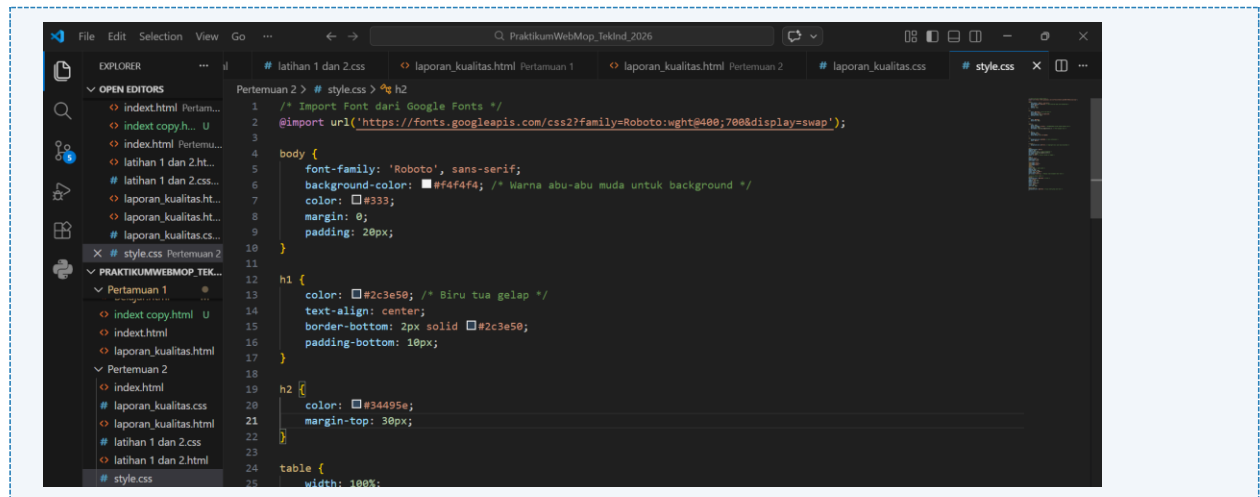 File Edit Selection View Go ···
PraktikumWebMop_TekInd_2026
EXPLORER ···
# latihan 1 dan 2.css
<> laporan_kualitas.html Pertemuan 1
<> laporan_kualitas.html Pertemuan 2
# laporan_kualitas.css
# style.css
OPEN EDITORS
<> indext.html Pertam...
<> indext copy.h... U
<> index.html Pertemu...
<> latihan 1 dan 2.ht...
# latihan 1 dan 2.css...
<> laporan_kualitas.ht...
<> laporan_kualitas.ht...
# laporan_kualitas.cs...
# style.css Pertemuan 2
PRAKTIKUMWEBMOP_TEK...
Pertamuan 1
<> indext copy.html U
<> indext.html
<> laporan_kualitas.html
Pertemuan 2
<> index.html
# laporan_kualitas.css
<> laporan_kualitas.html
# latihan 1 dan 2.css
<> latihan 1 dan 2.html
# style.css
Pertemuan 2 > # style.css > h2
1 /* Import Font dari Google Fonts */
2 @import url('https://fonts.googleapis.com/css2?family=Roboto:wght@400;700&display=swap');
3
4 body {
5 font-family: 'Roboto', sans-serif;
6 background-color: #f4f4f4; /* Warna abu-abu muda untuk background */
7 color: #333;
8 margin: 0;
9 padding: 20px;
10 }
11
12 h1 {
13 color: #2c3e50; /* Biru tua gelap */
14 text-align: center;
15 border-bottom: 2px solid #2c3e50;
16 padding-bottom: 10px;
17 }
18
19 h2 {
20 color: #34495e;
21 margin-top: 30px;
22 }
23
24 table {
25 width: 100%;